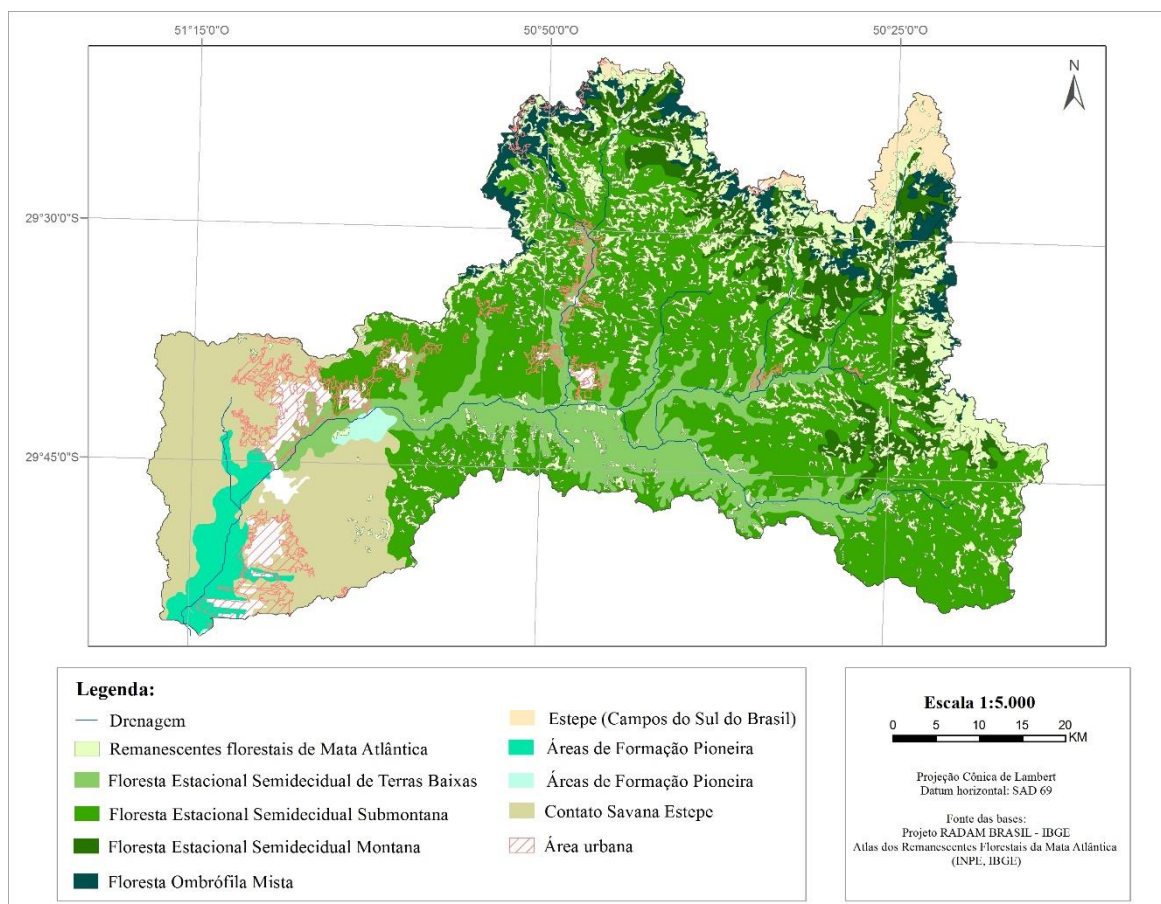 51°15'0"O
50°50'0"O
50°25'0"O
N
29°30'0"S
29°45'0"S
Legenda:
Drenagem
Remanescentes florestais de Mata Atlântica
Floresta Estacional Semidecidual de Terras Baixas
Floresta Estacional Semidecidual Submontana
Floresta Estacional Semidecidual Montana
Floresta Ombrófila Mista
Estepe (Campos do Sul do Brasil)
Áreas de Formação Pioneira
Áreas de Formação Pioneira
Contato Savana Estepe
Área urbana
Escala 1:5.000
0 5 10 15 20
KM
Projeção Cônica de Lambert
Datum horizontal: SAD 69
Fonte das bases:
Projeto RADAM BRASIL - IBGE
Atlas dos Remanescentes Florestais da Mata Atlântica
(INPE, IBGE)